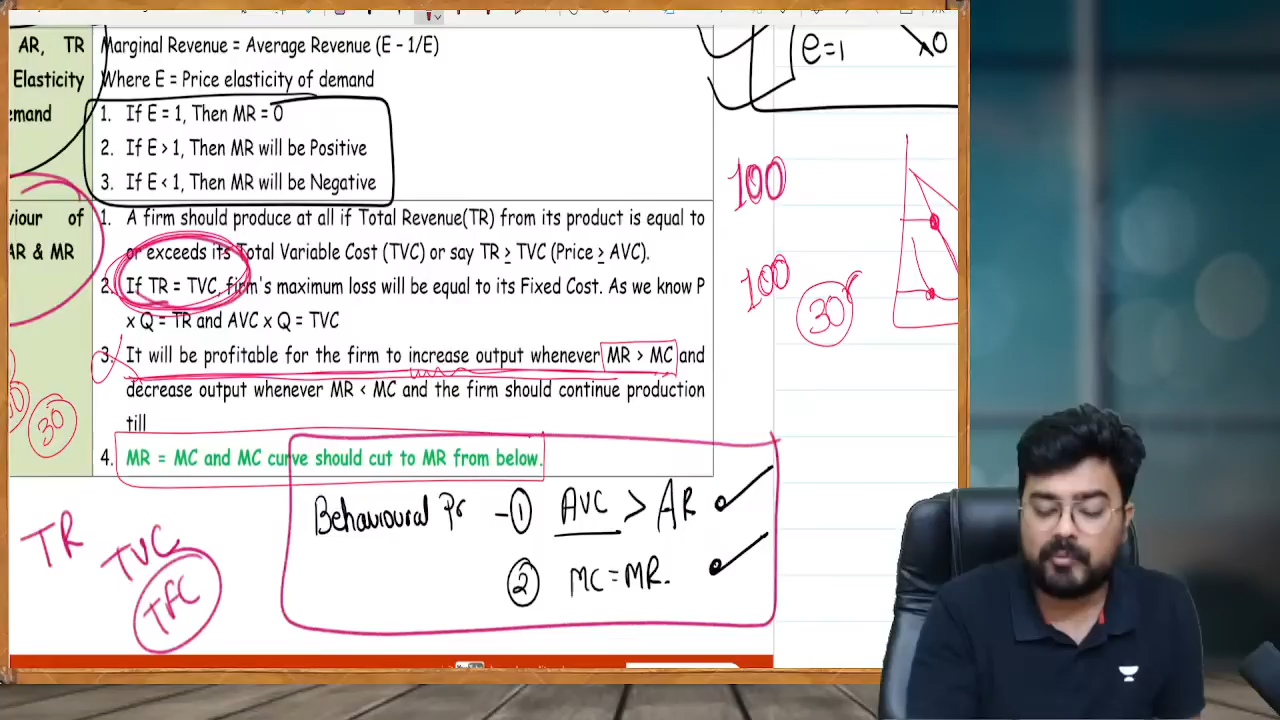 AR, TR
Elasticity
emand
Marginal Revenue = Average Revenue (E - 1/E)
Where E = Price elasticity of demand
1. If E = 1, Then MR = 0
2. If E > 1, Then MR will be Positive
3. If E < 1, Then MR will be Negative
viour of
AR & MR
1. A firm should produce at all if Total Revenue(TR) from its product is equal to
or exceeds its Total Variable Cost (TVC) or say TR ≥ TVC (Price ≥ AVC).
2. If TR = TVC, firm's maximum loss will be equal to its Fixed Cost. As we know P
x Q = TR and AVC x Q = TVC
3. It will be profitable for the firm to increase output whenever MR > MC and
decrease output whenever MR < MC and the firm should continue production
till
4. MR = MC and MC curve should cut to MR from below.
Behavioural Pr - ① AVC > AR
② MC = MR.
TR
TVC
TFC
30
e=1
0
100
100
30